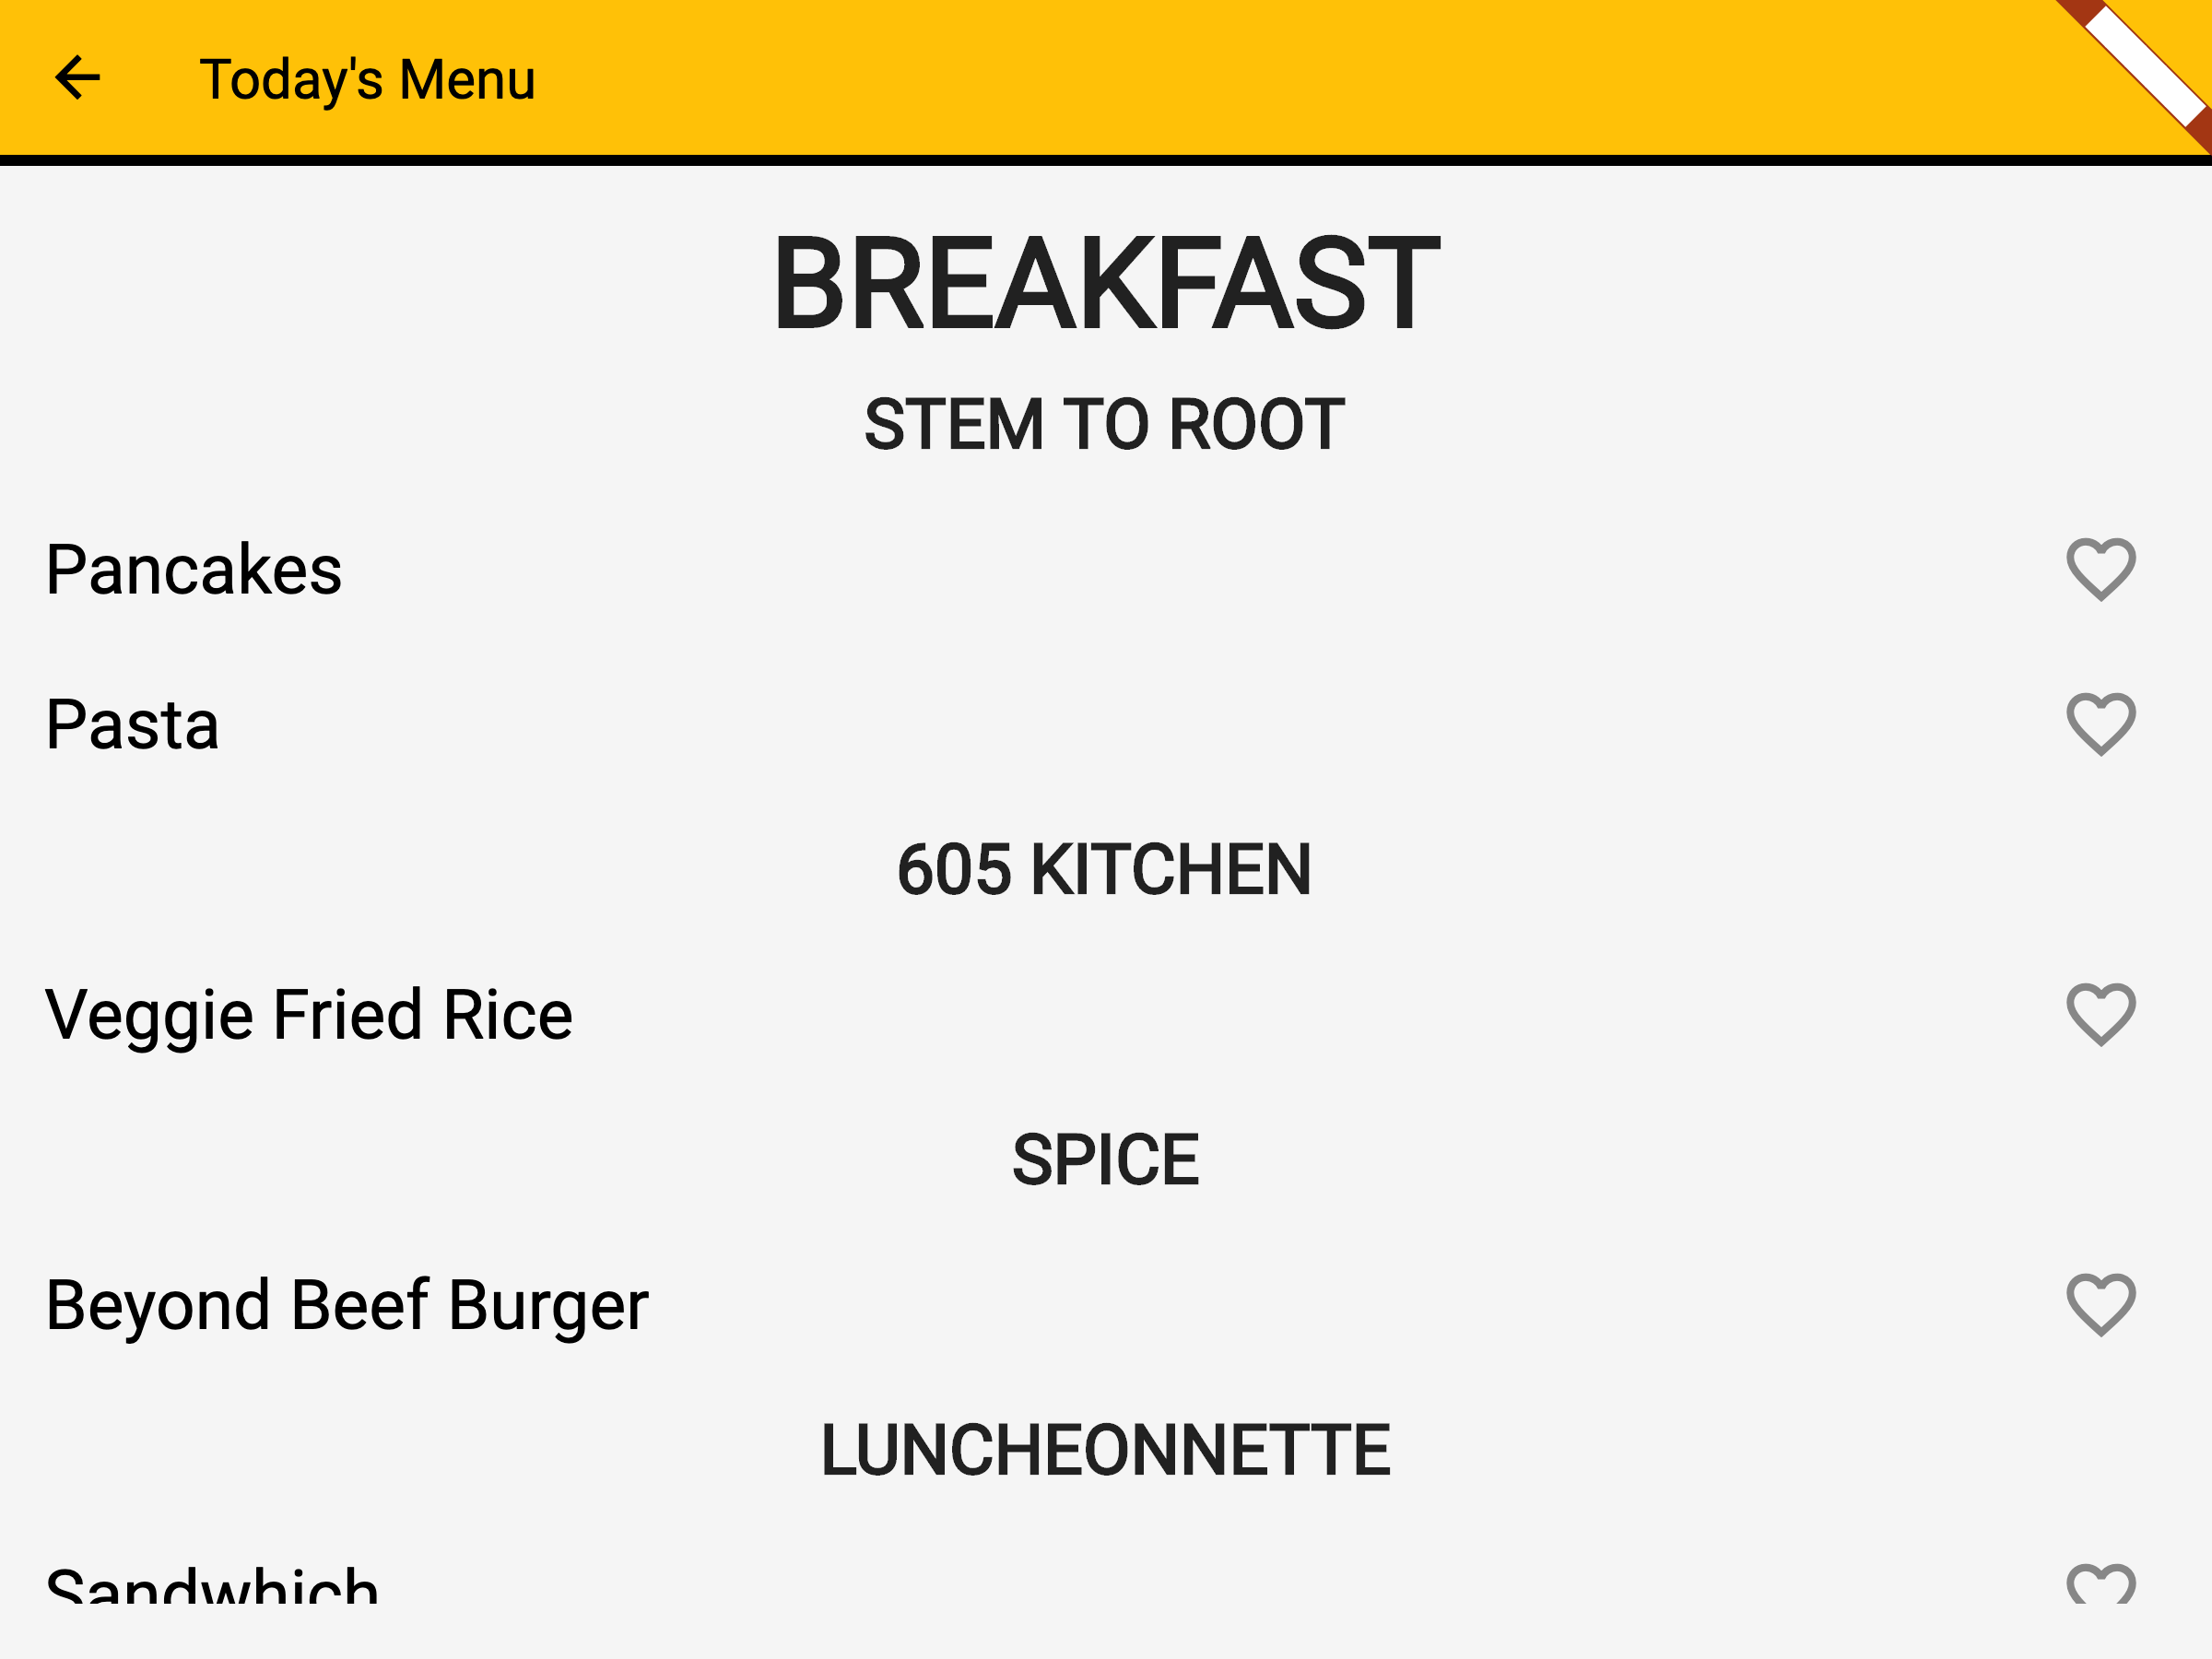 Today's Menu
BREAKFAST
STEM TO ROOT
Pancakes
Pasta
605 KITCHEN
Veggie Fried Rice
SPICE
Beyond Beef Burger
LUNCHEONNETTE
Sandwhich